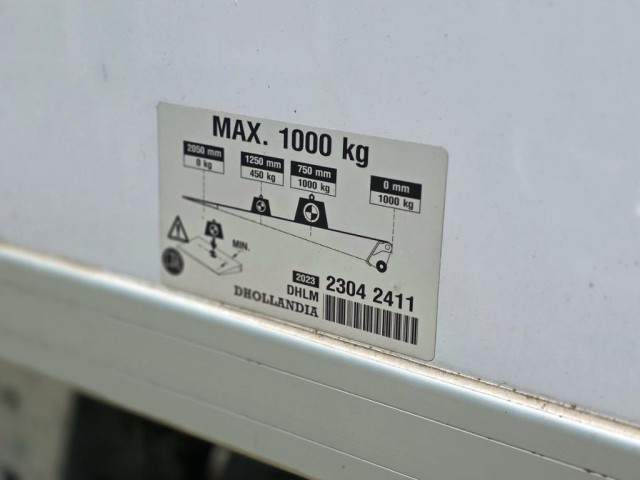 MAX. 1000 kg
2050 mm 1250 mm 750 mm 0 mm
0 kg 450 kg 1000 kg 1000 kg
MIN.
2023 2304 2411
DHLM
DHOLLANDIA